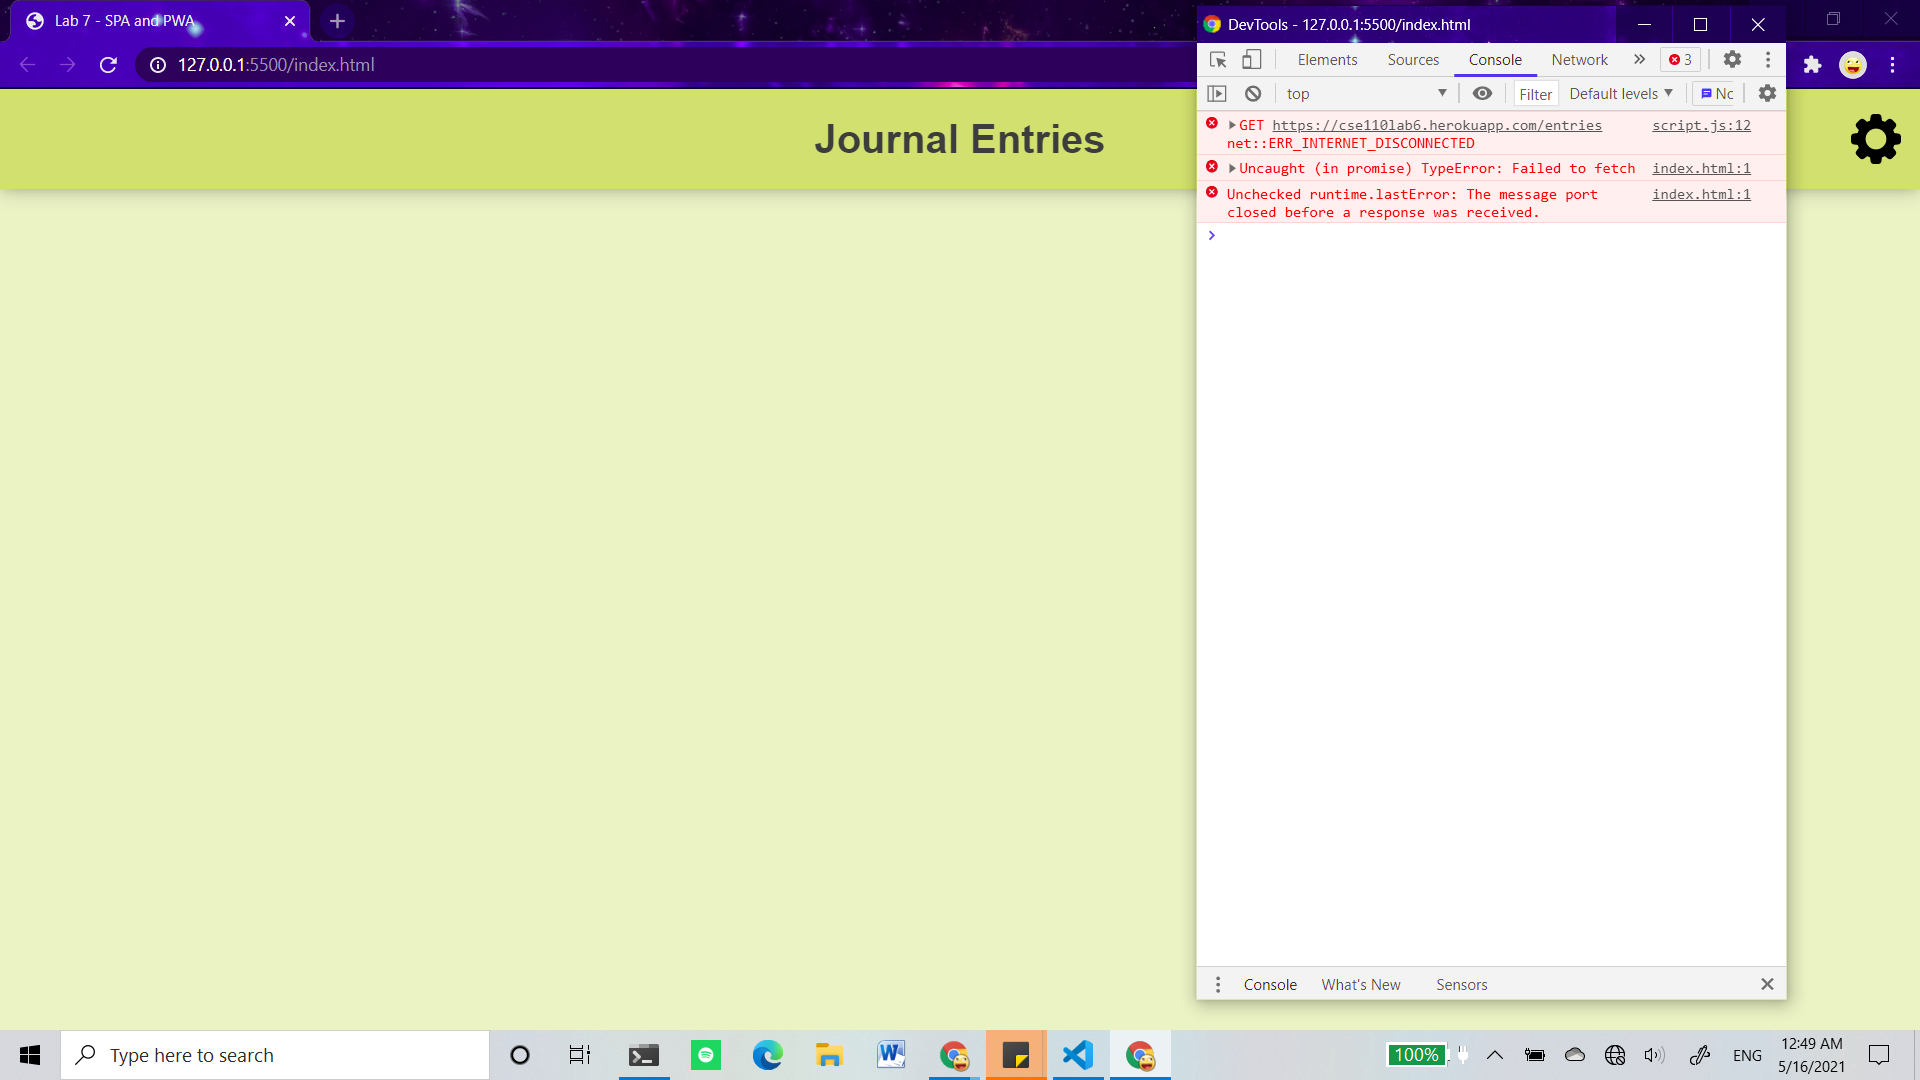 Lab 7 - SPA and PWA
127.0.0.1:5500/index.html
Journal Entries
DevTools - 127.0.0.1:5500/index.html
Elements Sources Console Network » 3
top Filter Default levels No
GET https://cse110lab6.herokuapp.com/entries script.js:12
net::ERR_INTERNET_DISCONNECTED
Uncaught (in promise) TypeError: Failed to fetch index.html:1
Unchecked runtime.lastError: The message port index.html:1
closed before a response was received.
Console What's New Sensors
Type here to search
100%
ENG
12:49 AM
5/16/2021